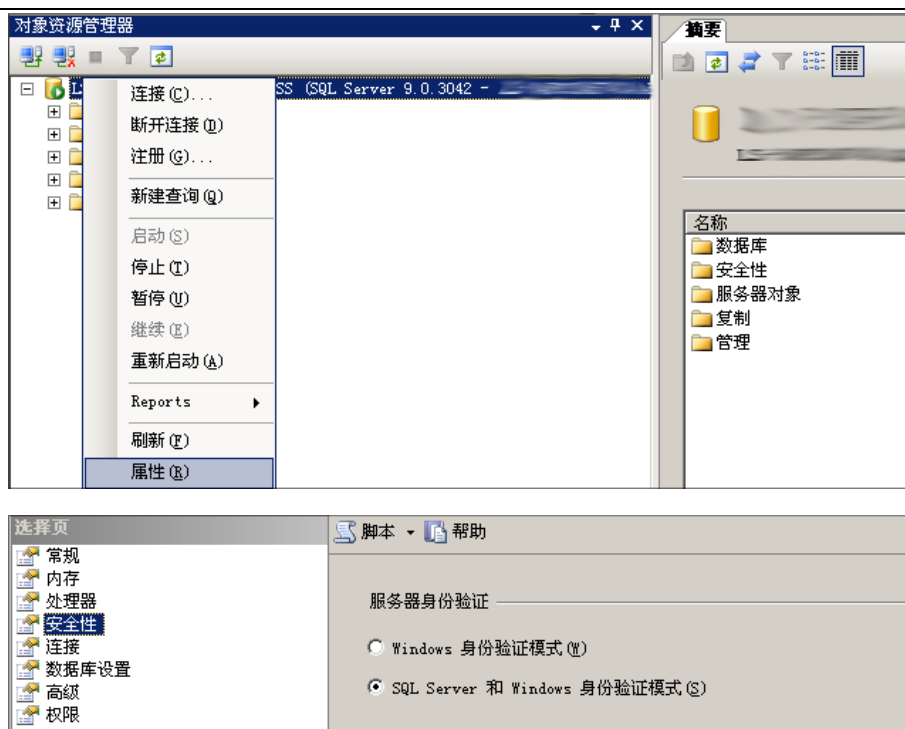 对象资源管理器
摘要
SS (SQL Server 9.0.3042 -
连接(C)...
断开连接(D)
注册(G)...
新建查询(Q)
启动(S)
停止(T)
暂停(U)
继续(E)
重新启动(A)
Reports
刷新(F)
属性(R)
名称
数据库
安全性
服务器对象
复制
管理
选择页
常规
内存
处理器
安全性
连接
数据库设置
高级
权限
脚本
帮助
服务器身份验证
Windows 身份验证模式(W)
SQL Server 和 Windows 身份验证模式(S)